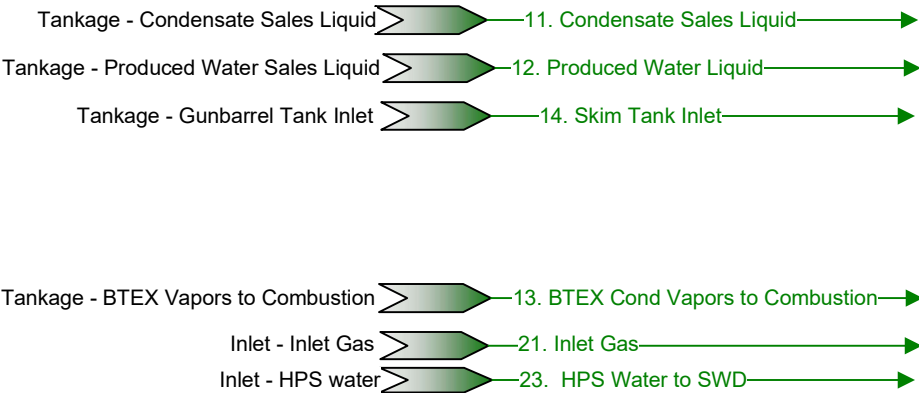 Tankage - Condensate Sales Liquid 11. Condensate Sales Liquid
Tankage - Produced Water Sales Liquid 12. Produced Water Liquid
Tankage - Gunbarrel Tank Inlet 14. Skim Tank Inlet
Tankage - BTEX Vapors to Combustion 13. BTEX Cond Vapors to Combustion
Inlet - Inlet Gas 21. Inlet Gas
Inlet - HPS water 23. HPS Water to SWD